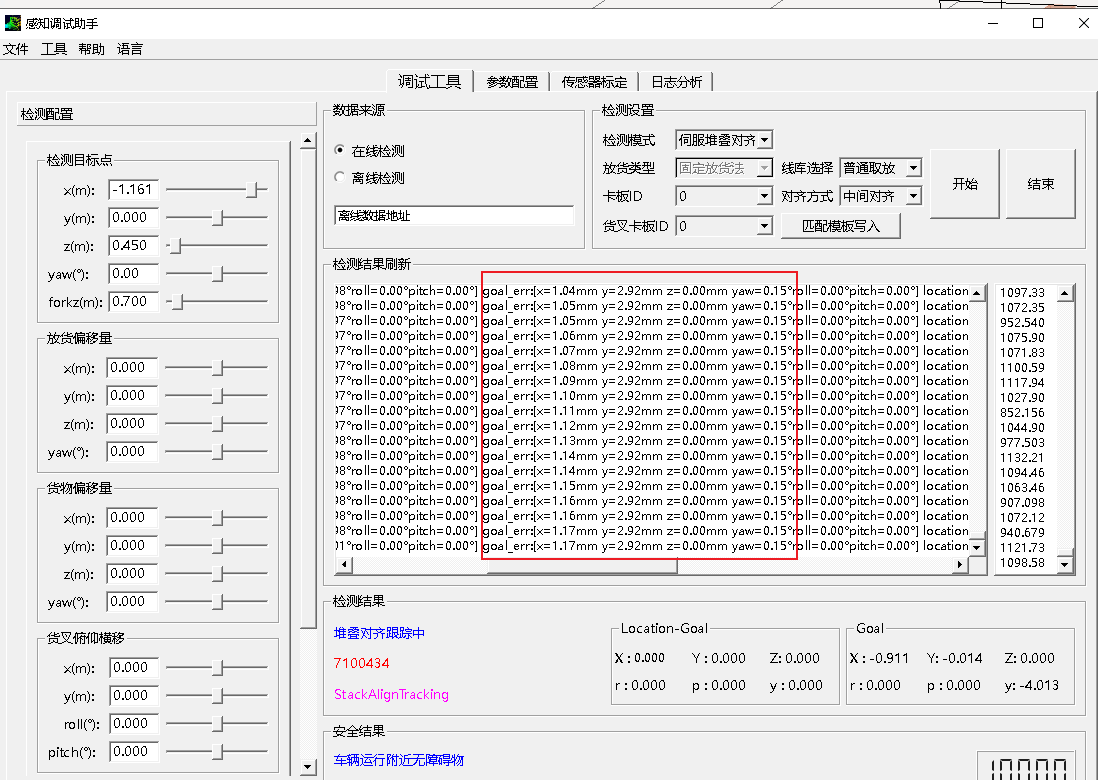 感知调试助手
文件 工具 帮助 语言
调试工具 参数配置 传感器标定 日志分析
检测配置
检测目标点
x(m): -1.161
y(m): 0.000
z(m): 0.450
yaw(°): 0.00
forkz(m): 0.700
放货偏移量
x(m): 0.000
y(m): 0.000
z(m): 0.000
yaw(°): 0.000
货物偏移量
x(m): 0.000
y(m): 0.000
z(m): 0.000
yaw(°): 0.000
货叉俯仰横移
x(m): 0.000
y(m): 0.000
roll(°): 0.000
pitch(°): 0.000
数据来源
在线检测
离线检测
离线数据地址
检测设置
检测模式 伺服堆叠对齐
放货类型 固定放货法 线库选择 普通取放
卡板ID 0 对齐方式 中间对齐
货叉卡板ID 0 匹配模板写入
开始 结束
检测结果刷新
98°roll=0.00°pitch=0.00°] goal_err:[x=1.04mm y=2.92mm z=0.00mm yaw=0.15°roll=0.00°pitch=0.00°] location
98°roll=0.00°pitch=0.00°] goal_err:[x=1.05mm y=2.92mm z=0.00mm yaw=0.15°roll=0.00°pitch=0.00°] location
97°roll=0.00°pitch=0.00°] goal_err:[x=1.05mm y=2.92mm z=0.00mm yaw=0.15°roll=0.00°pitch=0.00°] location
97°roll=0.00°pitch=0.00°] goal_err:[x=1.06mm y=2.92mm z=0.00mm yaw=0.15°roll=0.00°pitch=0.00°] location
97°roll=0.00°pitch=0.00°] goal_err:[x=1.07mm y=2.92mm z=0.00mm yaw=0.15°roll=0.00°pitch=0.00°] location
97°roll=0.00°pitch=0.00°] goal_err:[x=1.08mm y=2.92mm z=0.00mm yaw=0.15°roll=0.00°pitch=0.00°] location
97°roll=0.00°pitch=0.00°] goal_err:[x=1.09mm y=2.92mm z=0.00mm yaw=0.15°roll=0.00°pitch=0.00°] location
97°roll=0.00°pitch=0.00°] goal_err:[x=1.10mm y=2.92mm z=0.00mm yaw=0.15°roll=0.00°pitch=0.00°] location
97°roll=0.00°pitch=0.00°] goal_err:[x=1.11mm y=2.92mm z=0.00mm yaw=0.15°roll=0.00°pitch=0.00°] location
97°roll=0.00°pitch=0.00°] goal_err:[x=1.12mm y=2.92mm z=0.00mm yaw=0.15°roll=0.00°pitch=0.00°] location
98°roll=0.00°pitch=0.00°] goal_err:[x=1.13mm y=2.92mm z=0.00mm yaw=0.15°roll=0.00°pitch=0.00°] location
98°roll=0.00°pitch=0.00°] goal_err:[x=1.14mm y=2.92mm z=0.00mm yaw=0.15°roll=0.00°pitch=0.00°] location
98°roll=0.00°pitch=0.00°] goal_err:[x=1.14mm y=2.92mm z=0.00mm yaw=0.15°roll=0.00°pitch=0.00°] location
98°roll=0.00°pitch=0.00°] goal_err:[x=1.15mm y=2.92mm z=0.00mm yaw=0.15°roll=0.00°pitch=0.00°] location
98°roll=0.00°pitch=0.00°] goal_err:[x=1.16mm y=2.92mm z=0.00mm yaw=0.15°roll=0.00°pitch=0.00°] location
98°roll=0.00°pitch=0.00°] goal_err:[x=1.16mm y=2.92mm z=0.00mm yaw=0.15°roll=0.00°pitch=0.00°] location
98°roll=0.00°pitch=0.00°] goal_err:[x=1.17mm y=2.92mm z=0.00mm yaw=0.15°roll=0.00°pitch=0.00°] location
01°roll=0.00°pitch=0.00°] goal_err:[x=1.17mm y=2.92mm z=0.00mm yaw=0.15°roll=0.00°pitch=0.00°] location
1097.33
1072.35
952.540
1075.90
1071.83
1100.59
1117.94
1027.90
852.156
1044.90
977.503
1132.21
1094.46
1063.46
907.098
1072.12
940.679
1121.73
1098.58
检测结果
堆叠对齐跟踪中
7100434
StackAlignTracking
Location-Goal
X : 0.000 Y : 0.000 Z: 0.000
r : 0.000 p : 0.000 y : 0.000
Goal
X : -0.911 Y: -0.014 Z: 0.000
r : 0.000 p : 0.000 y: -4.013
安全结果
车辆运行附近无障碍物